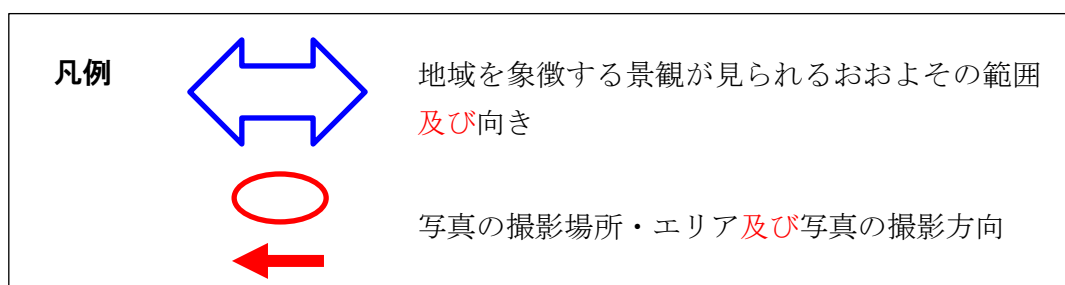 凡例
地域を象徴する景観が見られるおおよその範囲
及び向き
写真の撮影場所・エリア及び写真の撮影方向